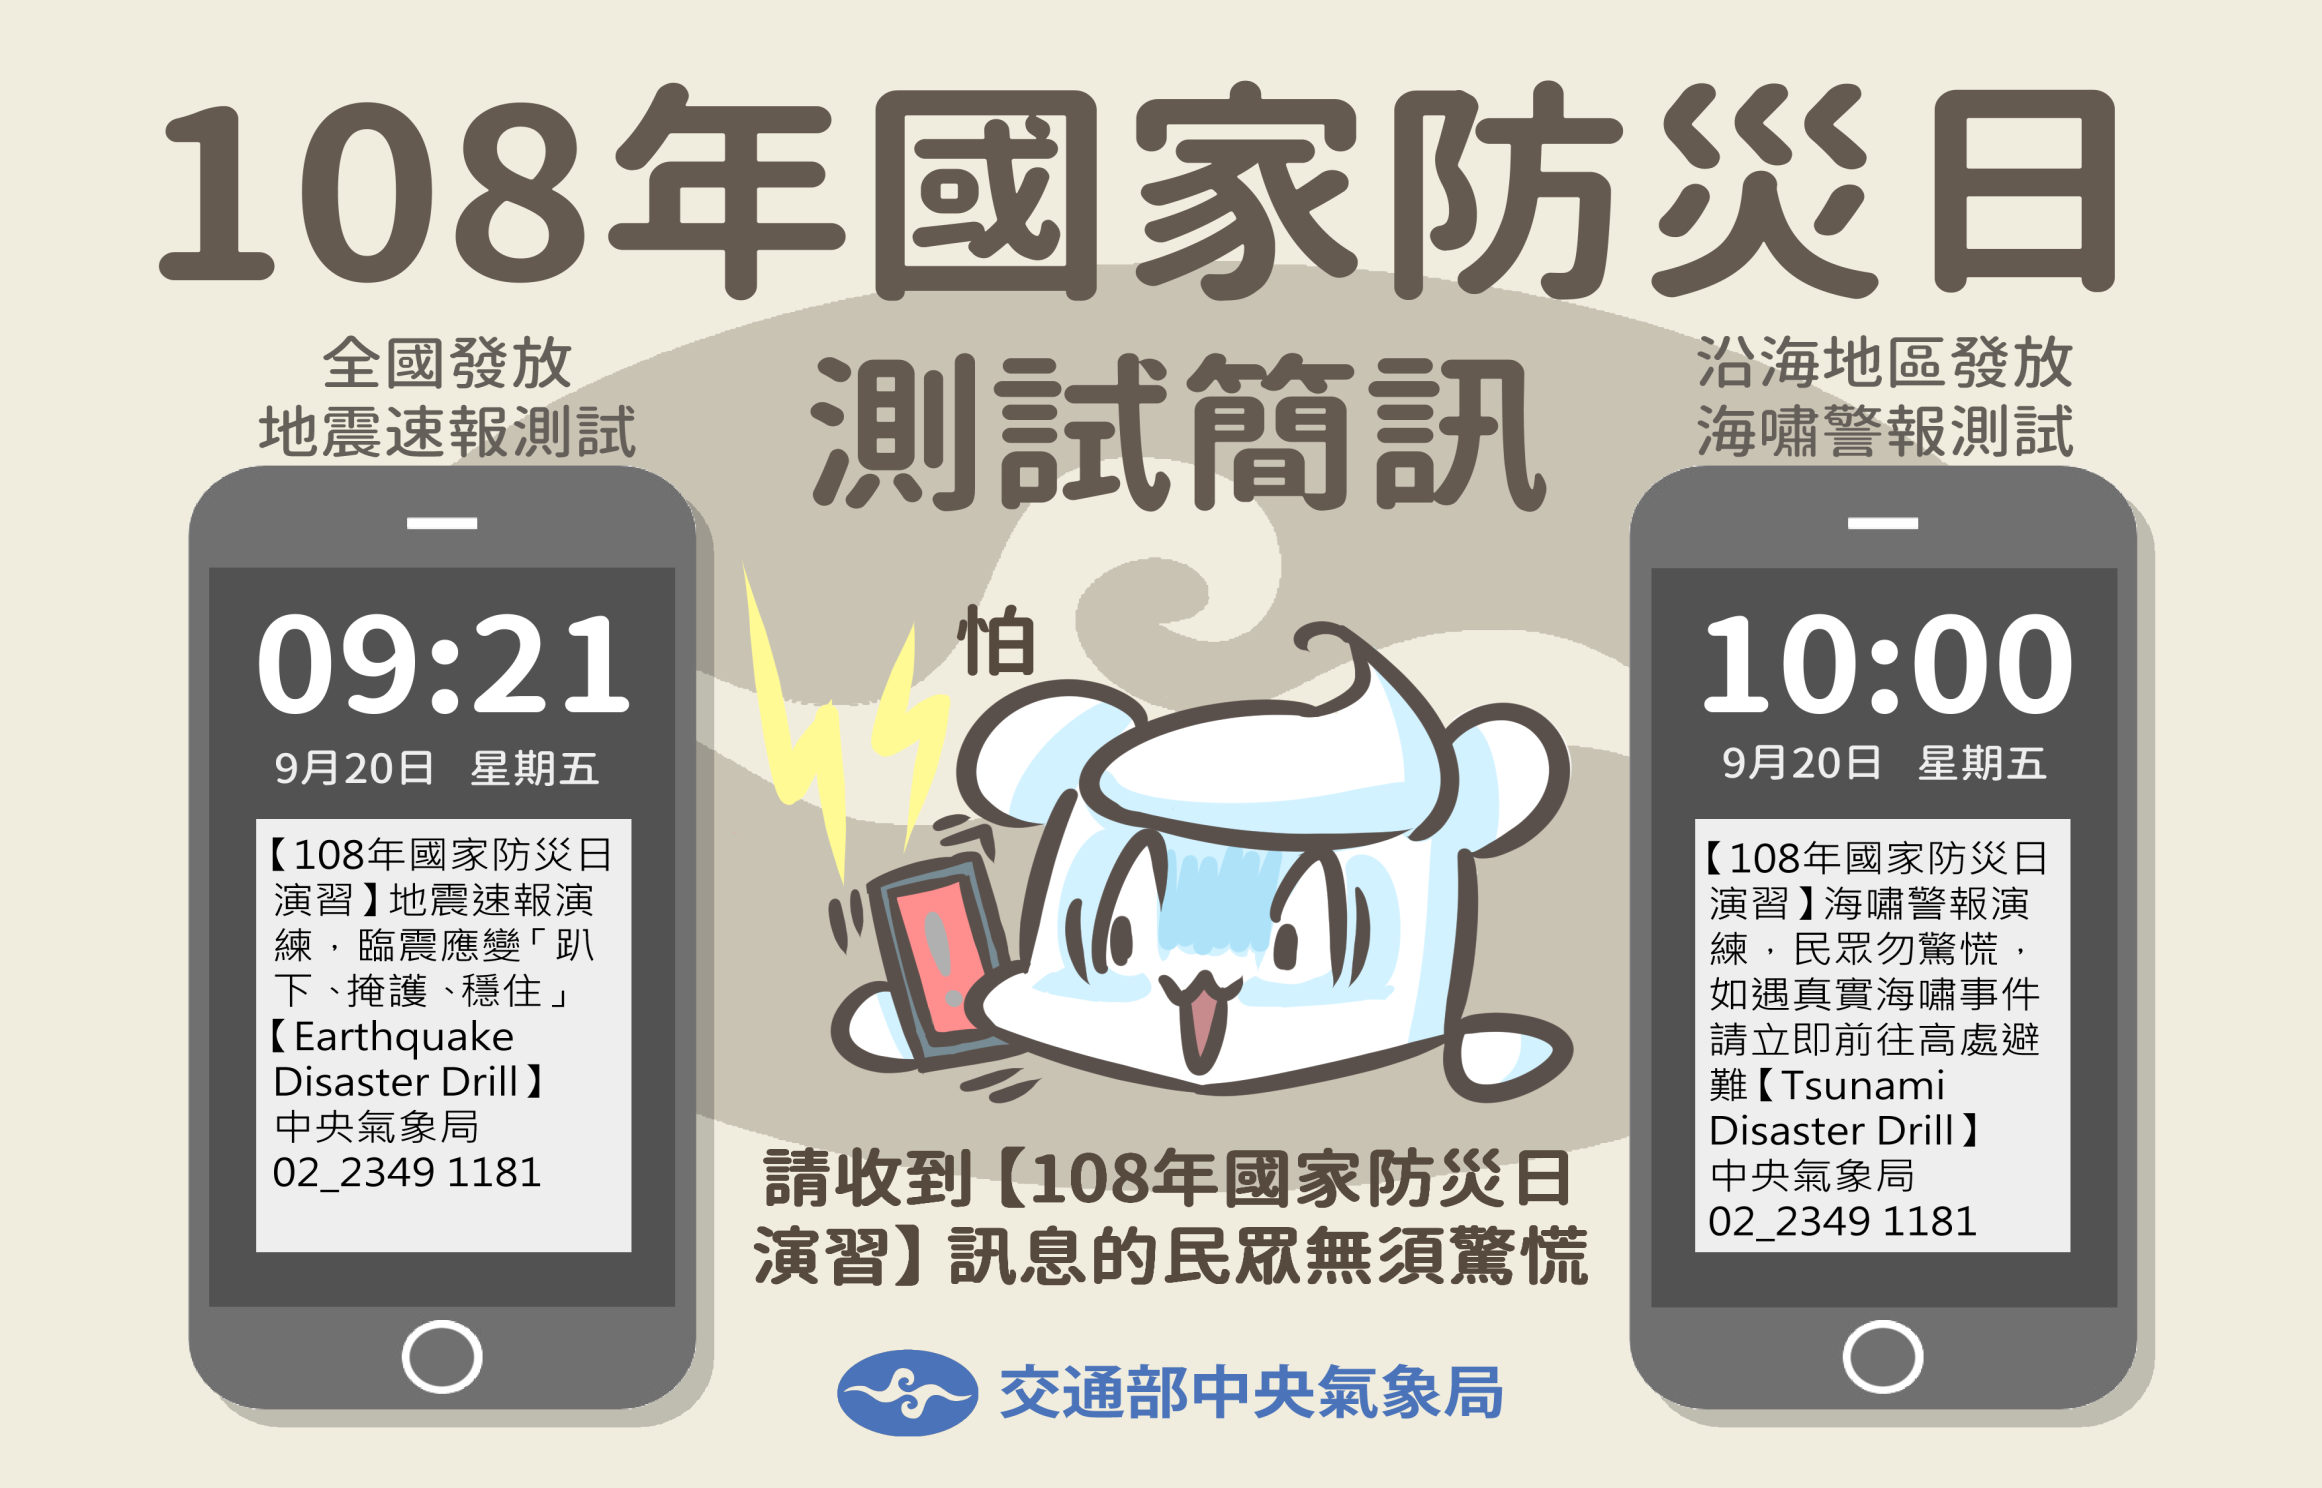 108年國家防災日
測試簡訊
全國發放
地震速報測試
09:21
9月20日 星期五
【108年國家防災日
演習】地震速報演
練，臨震應變「趴
下、掩護、穩住」
【Earthquake
Disaster Drill】
中央氣象局
02_2349 1181
沿海地區發放
海嘯警報測試
10:00
9月20日 星期五
【108年國家防災日
演習】海嘯警報演
練，民眾勿驚慌，
如遇真實海嘯事件
請立即前往高處避
難【Tsunami
Disaster Drill】
中央氣象局
02_2349 1181
怕
請收到【108年國家防災日
演習】訊息的民眾無須驚慌
交通部中央氣象局